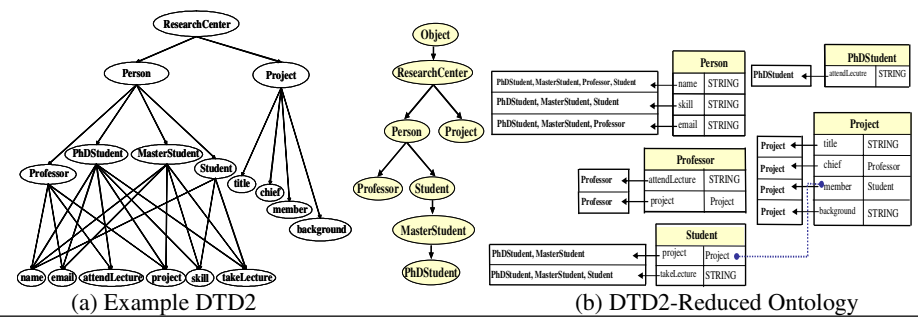 ResearchCenter
Person
Project
Professor
PhDStudent
MasterStudent
Student
title
chief
member
background
name
email
attendLecture
project
skill
takeLecture
(a) Example DTD2
Object
ResearchCenter
Person
Project
Professor
Student
MasterStudent
PhDStudent
Person
PhDStudent, MasterStudent, Professor, Student
name
STRING
PhDStudent, MasterStudent, Student
skill
STRING
PhDStudent, MasterStudent, Professor
email
STRING
PhDStudent
PhDStudent
attendLecutre
STRING
Professor
Professor
attendLecture
STRING
Professor
project
Project
Project
Project
title
STRING
Project
chief
Professor
Project
member
Student
Project
background
STRING
Student
PhDStudent, MasterStudent
project
Project
PhDStudent, MasterStudent, Student
takeLecture
STRING
(b) DTD2-Reduced Ontology